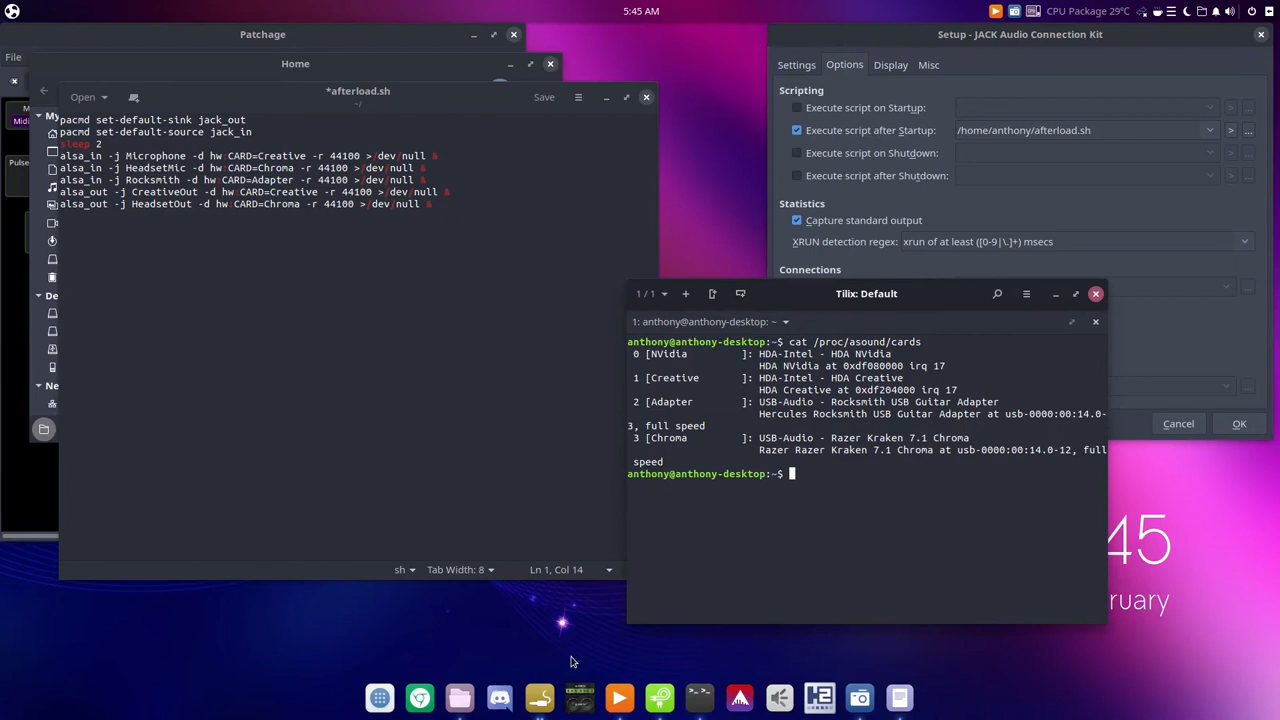 5:45 AM
CPU Package 29°C
Patchage
File
Home
My
De
Ne
M
Midi
Pulse
Open
*afterload.sh
~/
Save
pacmd set-default-sink jack_out
pacmd set-default-source jack_in
sleep 2
alsa_in -j Microphone -d hw:CARD=Creative -r 44100 >/dev/null &
alsa_in -j HeadsetMic -d hw:CARD=Chroma -r 44100 >/dev/null &
alsa_in -j Rocksmith -d hw:CARD=Adapter -r 44100 >/dev/null &
alsa_out -j CreativeOut -d hw:CARD=Creative -r 44100 >/dev/null &
alsa_out -j HeadsetOut -d hw:CARD=Chroma -r 44100 >/dev/null &
sh
Tab Width: 8
Ln 1, Col 14
Setup - JACK Audio Connection Kit
Settings
Options
Display
Misc
Scripting
Execute script on Startup:
>
...
Execute script after Startup:
/home/anthony/afterload.sh
>
...
Execute script on Shutdown:
>
...
Execute script after Shutdown:
>
...
Statistics
Capture standard output
XRUN detection regex:
xrun of at least ([0-9|\.]+) msecs
Connections
...
...
Cancel
OK
1 / 1
Tilix: Default
1: anthony@anthony-desktop: ~
anthony@anthony-desktop:~$ cat /proc/asound/cards
0 [NVidia         ]: HDA-Intel - HDA NVidia
HDA NVidia at 0xdf080000 irq 17
1 [Creative       ]: HDA-Intel - HDA Creative
HDA Creative at 0xdf204000 irq 17
2 [Adapter        ]: USB-Audio - Rocksmith USB Guitar Adapter
Hercules Rocksmith USB Guitar Adapter at usb-0000:00:14.0-
3, full speed
3 [Chroma         ]: USB-Audio - Razer Kraken 7.1 Chroma
Razer Razer Kraken 7.1 Chroma at usb-0000:00:14.0-12, full
speed
anthony@anthony-desktop:~$
45
ruary
H2